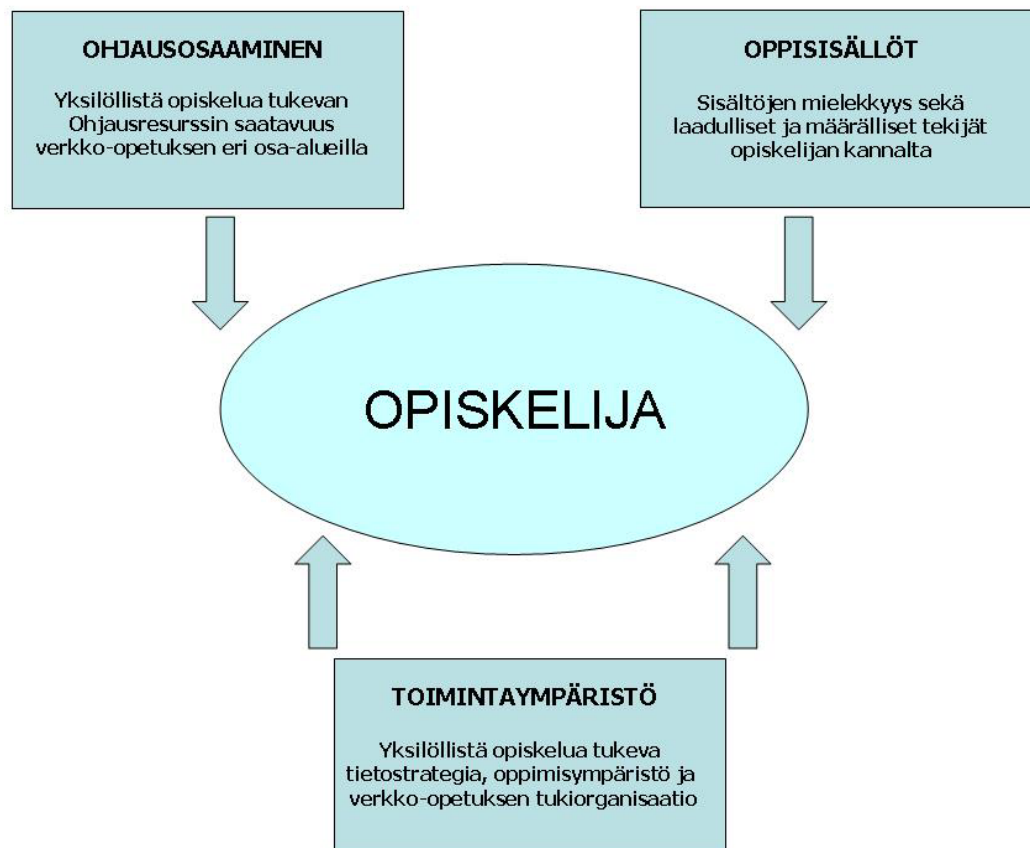 OHJAUSOSAAMINEN
Yksilöllistä opiskelua tukevan
Ohjausresurssin saatavuus
verkko-opetuksen eri osa-alueilla
OPPISISÄLLÖT
Sisältöjen mielekkyys sekä
laadulliset ja määrälliset tekijät
opiskelijan kannalta
OPISKELIJA
TOIMINTAYMPÄRISTÖ
Yksilöllistä opiskelua tukeva
tietostrategia, oppimisympäristö ja
verkko-opetuksen tukiorganisaatio